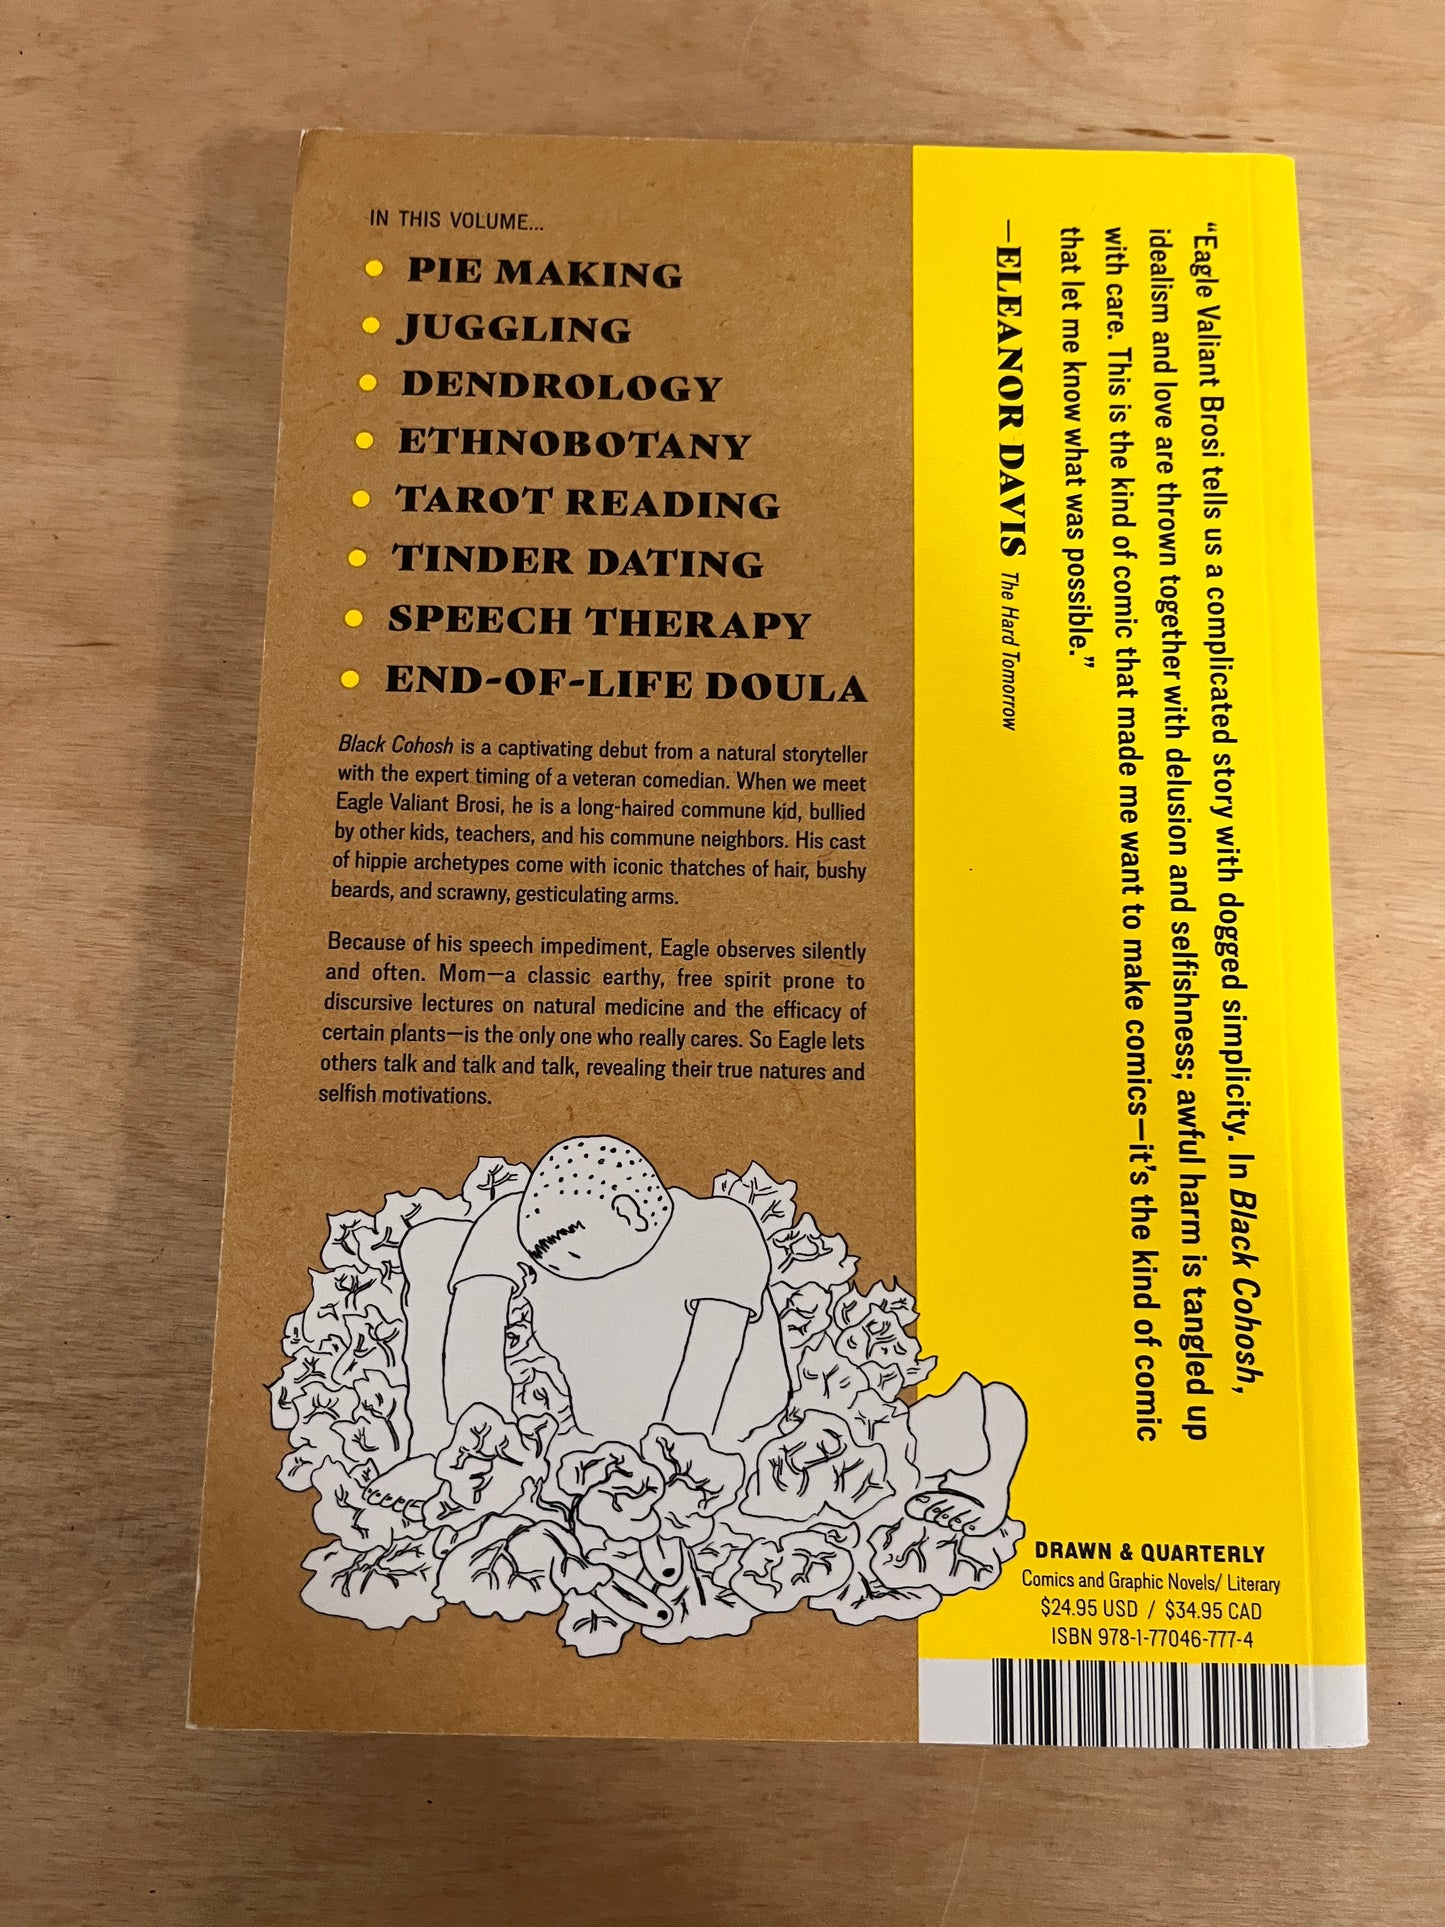 IN THIS VOLUME...
PIE MAKING
JUGGLING
DENDROLOGY
ETHNOBOTANY
TAROT READING
TINDER DATING
SPEECH THERAPY
END-OF-LIFE DOULA
Black Cohosh is a captivating debut from a natural storyteller
with the expert timing of a veteran comedian. When we meet
Eagle Valiant Brosi, he is a long-haired commune kid, bullied
by other kids, teachers, and his commune neighbors. His cast
of hippie archetypes come with iconic thatches of hair, bushy
beards, and scrawny, gesticulating arms.
Because of his speech impediment, Eagle observes silently
and often. Mom—a classic earthy, free spirit prone to
discursive lectures on natural medicine and the efficacy of
certain plants—is the only one who really cares. So Eagle lets
others talk and talk and talk, revealing their true natures and
selfish motivations.
“Eagle Valiant Brosi tells us a complicated story with dogged simplicity. In Black Cohosh,
idealism and love are thrown together with delusion and selfishness; awful harm is tangled up
with care. This is the kind of comic that made me want to make comics—it’s the kind of comic
that let me know what was possible.”
—ELEANOR DAVIS The Hard Tomorrow
DRAWN & QUARTERLY
Comics and Graphic Novels/ Literary
$24.95 USD / $34.95 CAD
ISBN 978-1-77046-777-4